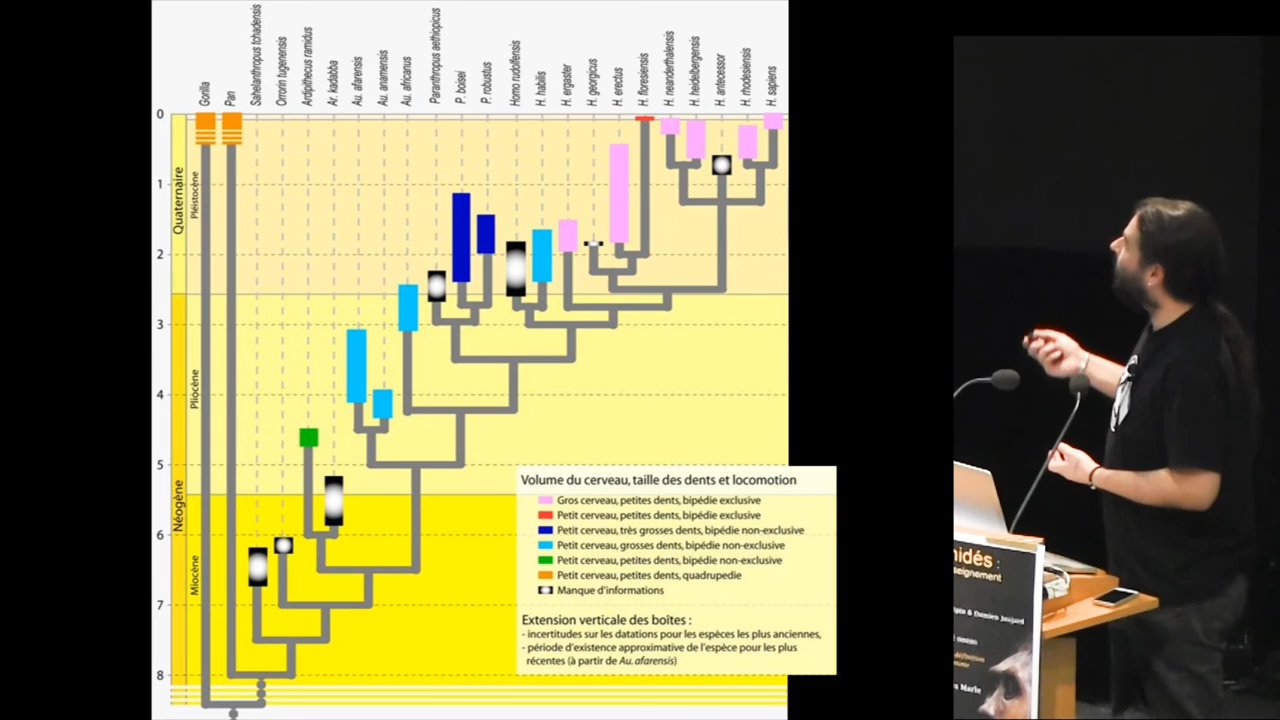 Gorilla
Pan
Sahelanthropus tchadensis
Orrorin tugenensis
Ardipithecus ramidus
Ar. kadabba
Au. afarensis
Au. anamensis
Au. africanus
Paranthropus aethiopicus
P. boisei
P. robustus
Homo rudolfensis
H. habilis
H. ergaster
H. georgicus
H. erectus
H. floresiensis
H. neanderthalensis
H. heidelbergensis
H. antecessor
H. rhodesiensis
H. sapiens
0
1
2
3
4
5
6
7
8
Quaternaire
Néogène
Pléistocène
Pliocène
Miocène
Volume du cerveau, taille des dents et locomotion
Gros cerveau, petites dents, bipédie exclusive
Petit cerveau, petites dents, bipédie exclusive
Petit cerveau, très grosses dents, bipédie non-exclusive
Petit cerveau, grosses dents, bipédie non-exclusive
Petit cerveau, petites dents, bipédie non-exclusive
Petit cerveau, petites dents, quadrupedie
Manque d'informations
Extension verticale des boîtes :
- incertitudes sur les datations pour les espèces les plus anciennes,
- période d'existence approximative de l'espèce pour les plus
récentes (à partir de Au. afarensis)
nidés :
seignement
& Damien Jaujard
Marle